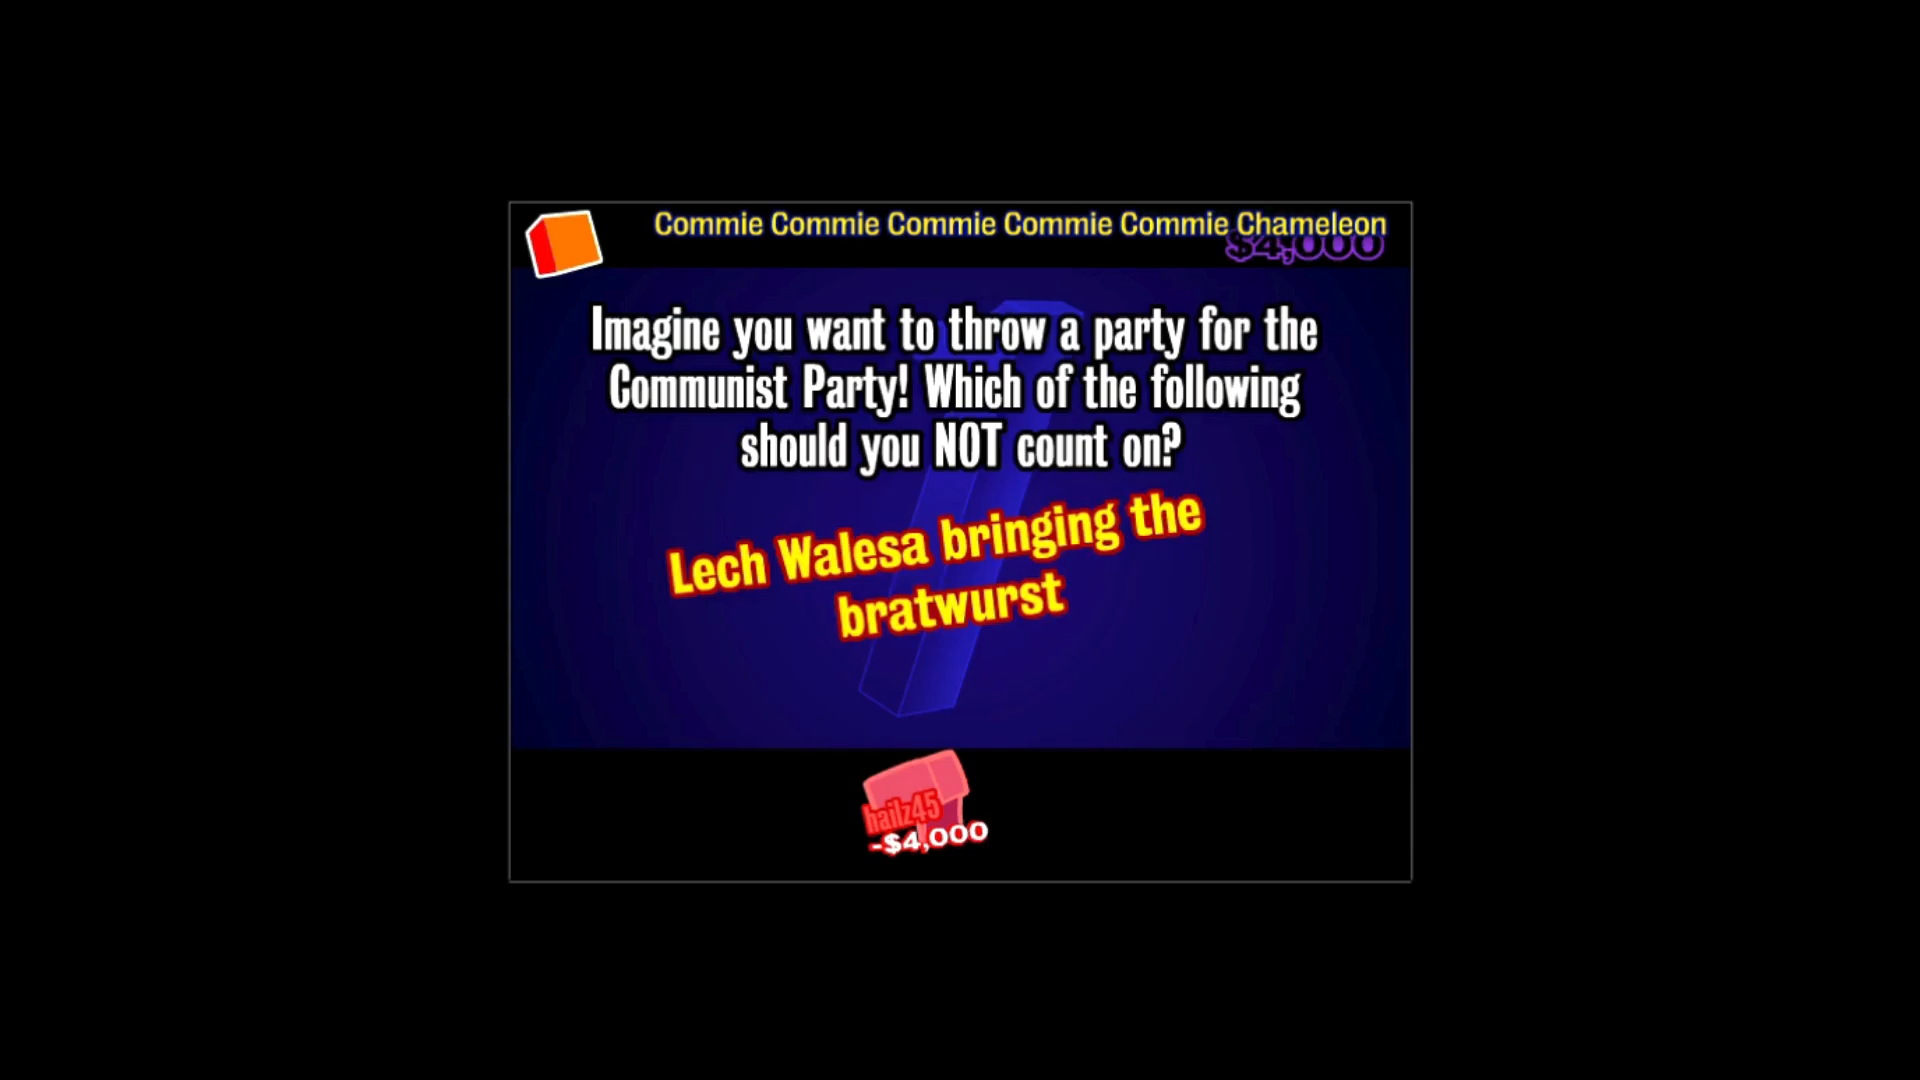 Commie Commie Commie Commie Commie Chameleon
$4,000
Imagine you want to throw a party for the
Communist Party! Which of the following
should you NOT count on?
Lech Walesa bringing the
bratwurst
hailz45
-$4,000